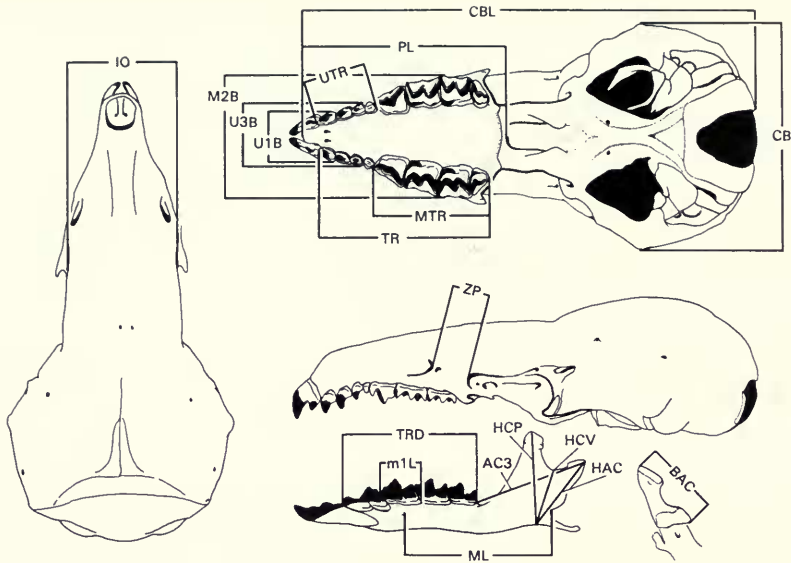 IO
CBL
PL
UTR
M2B
U3B
U1B
CB
MTR
TR
ZP
TRD
m1L
HCP
HCV
AC3
HAC
BAC
ML